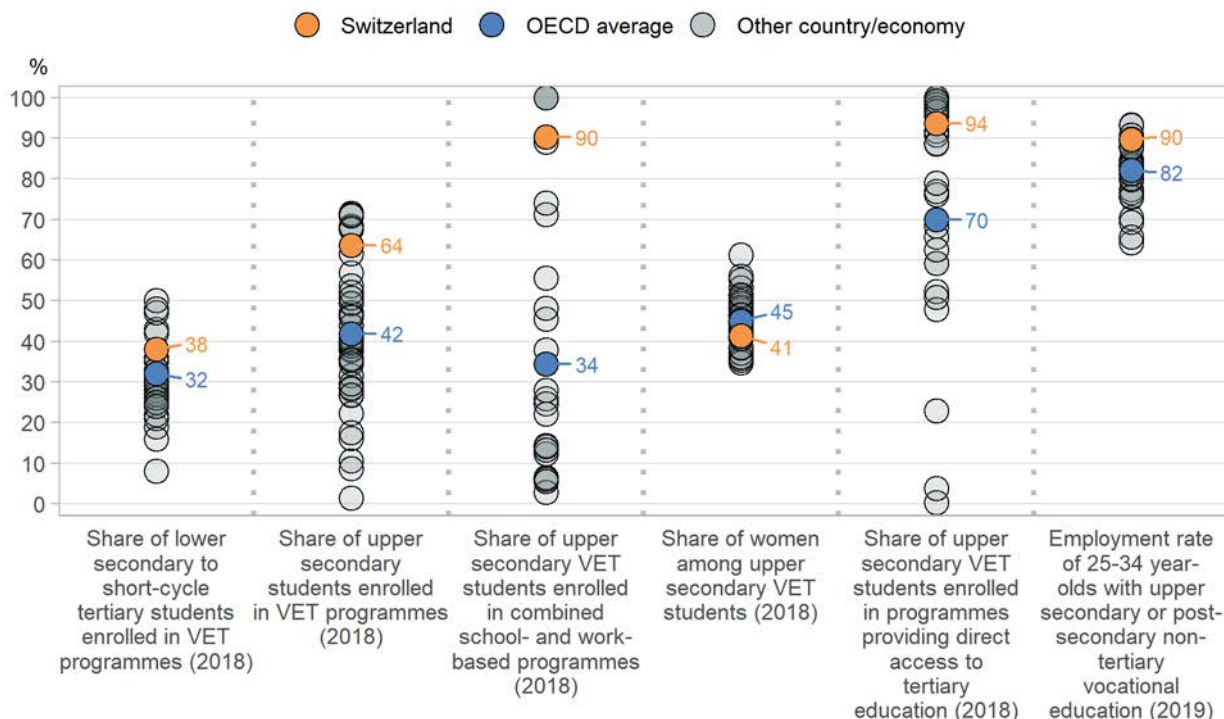 Switzerland OECD average Other country/economy
%
100
90
80
70
60
50
40
30
20
10
0
38
32
64
42
90
34
45
41
94
70
90
82
Share of lower
secondary to
short-cycle
tertiary students
enrolled in VET
programmes (2018)
Share of upper
secondary
students enrolled
in VET programmes
(2018)
Share of upper
secondary VET
students enrolled
in combined
school- and work-
based programmes
(2018)
Share of women
among upper
secondary VET
students (2018)
Share of upper
secondary VET
students enrolled
in programmes
providing direct
access to
tertiary
education (2018)
Employment rate
of 25-34 year-
olds with upper
secondary or post-
secondary non-
tertiary
vocational
education (2019)